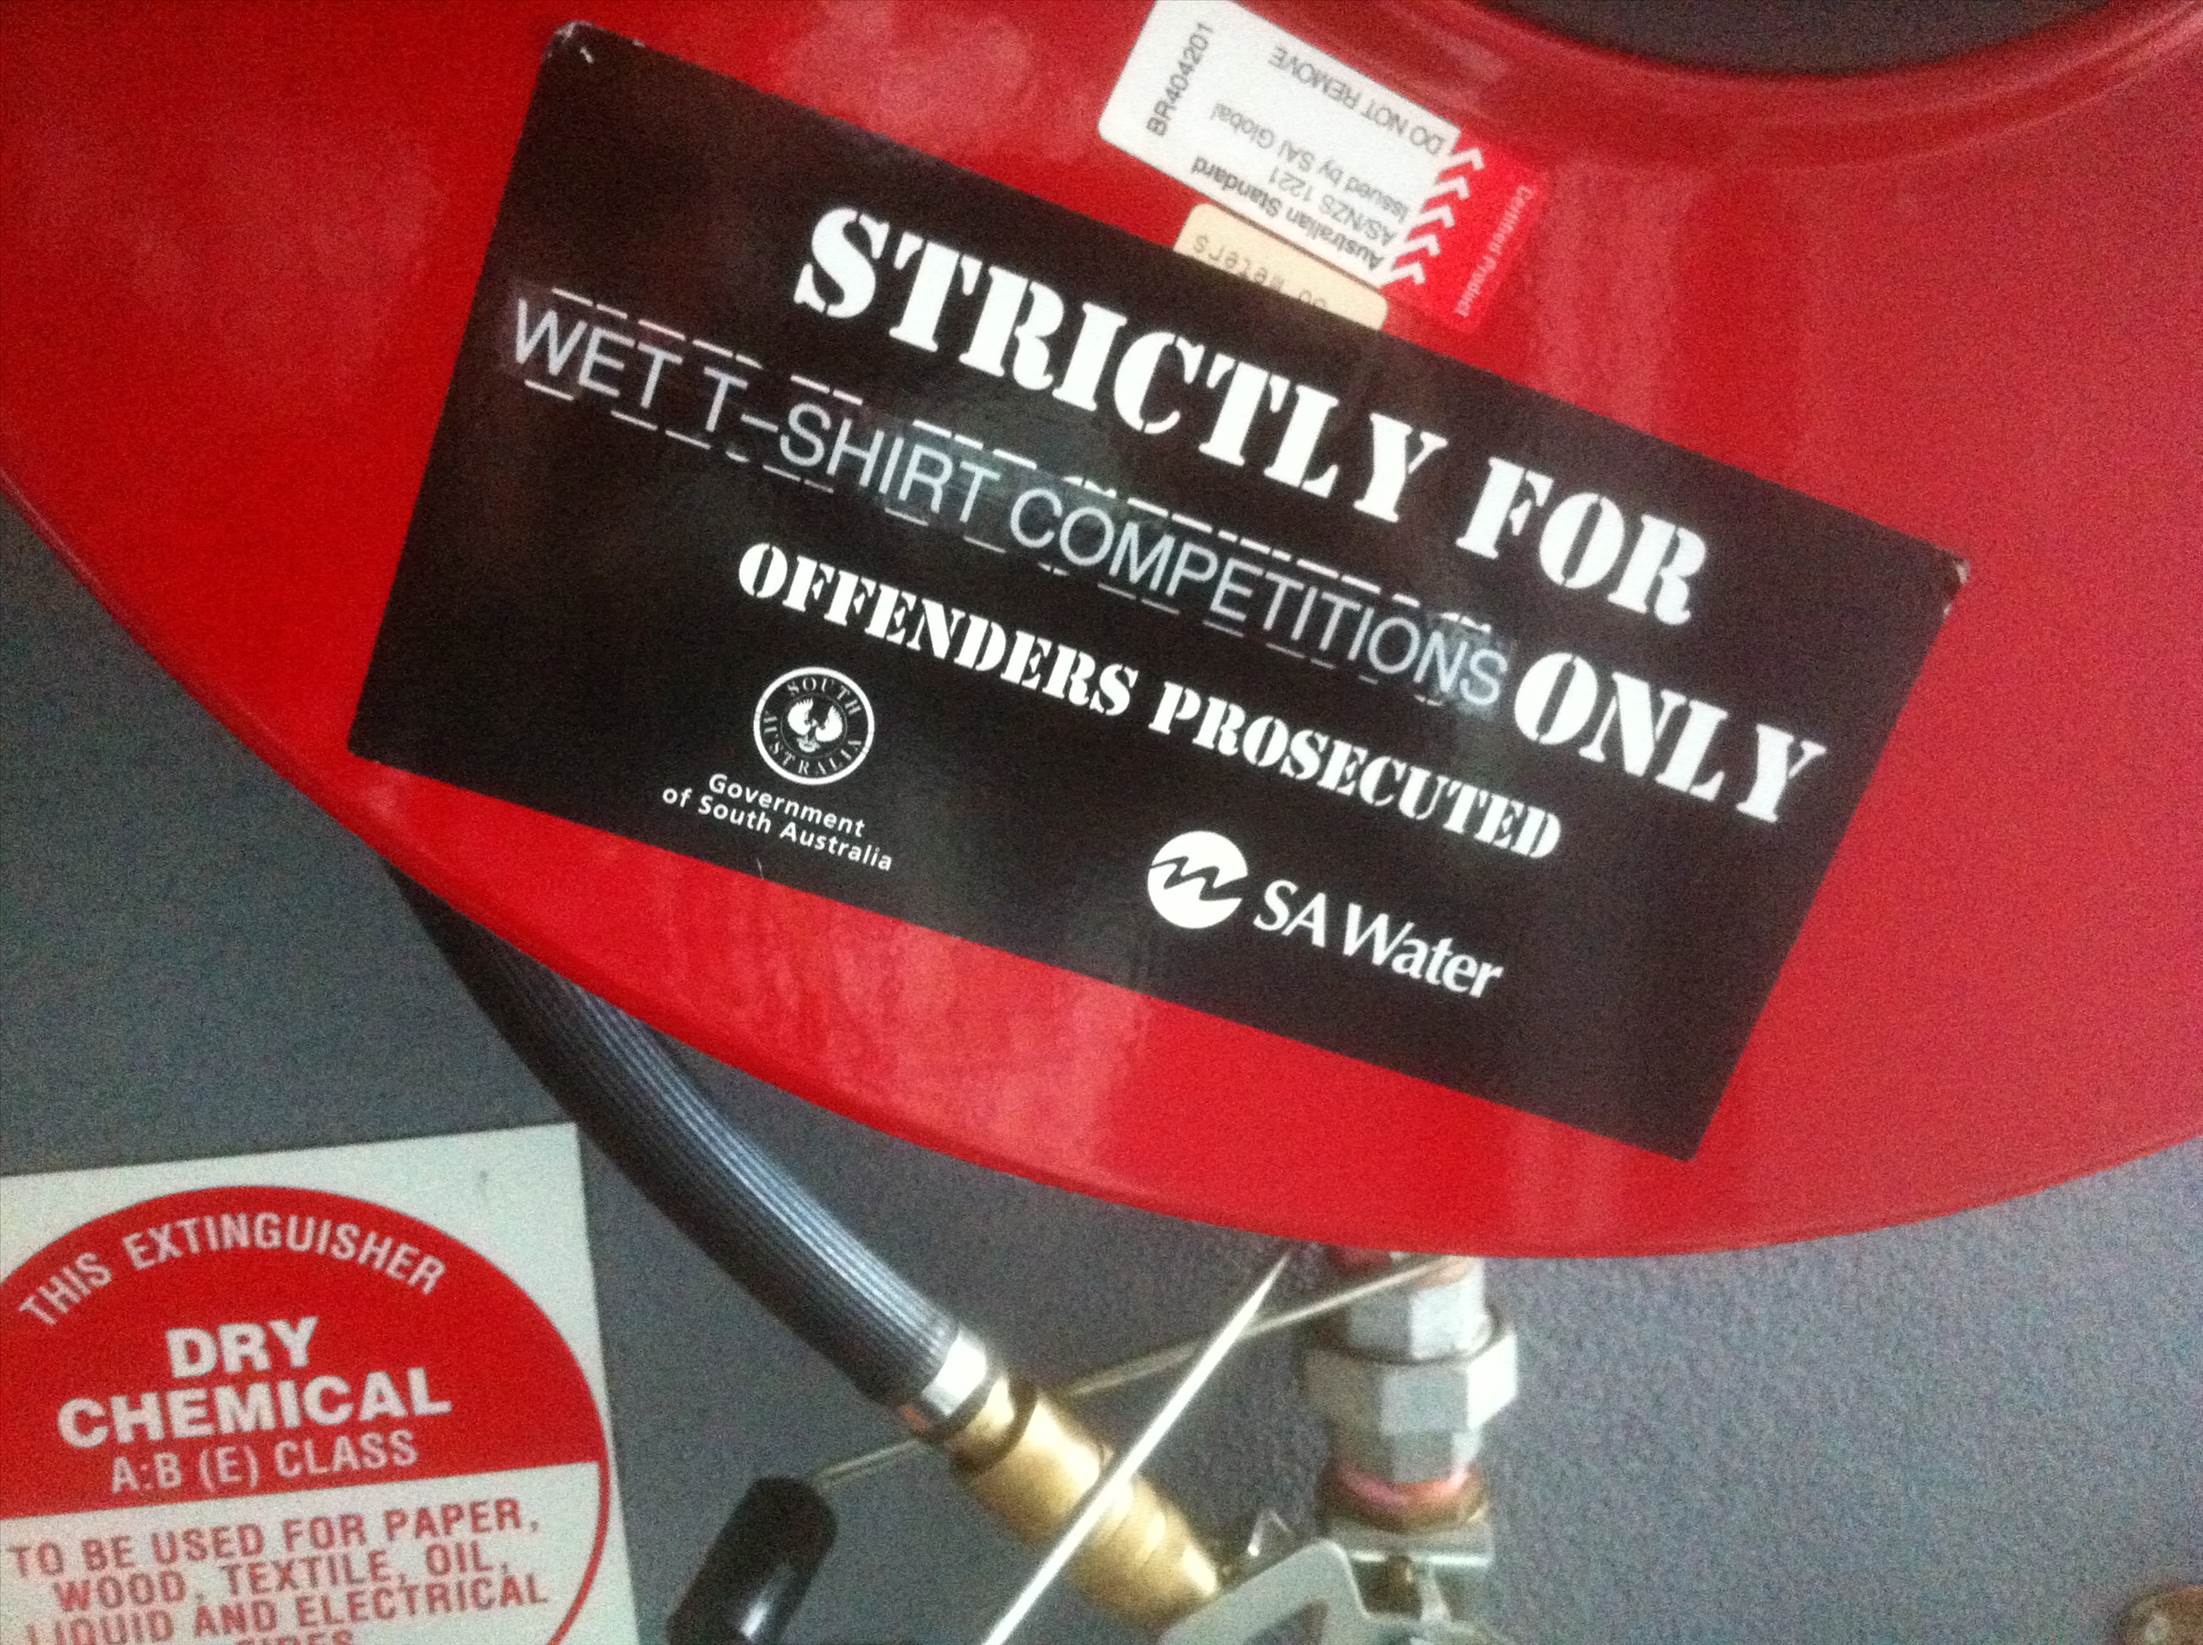 BR404201
DO NOT REMOVE
Australian Standard
AS/NZS 1221
Issued by SAI Global
Certified Product
meters
STRICTLY FOR
WET T-SHIRT COMPETITIONS ONLY
OFFENDERS PROSECUTED
SOUTH AUSTRALIA
Government
of South Australia
SA Water
THIS EXTINGUISHER
DRY
CHEMICAL
A:B (E) CLASS
TO BE USED FOR PAPER,
WOOD, TEXTILE, OIL,
LIQUID AND ELECTRICAL
FIRES